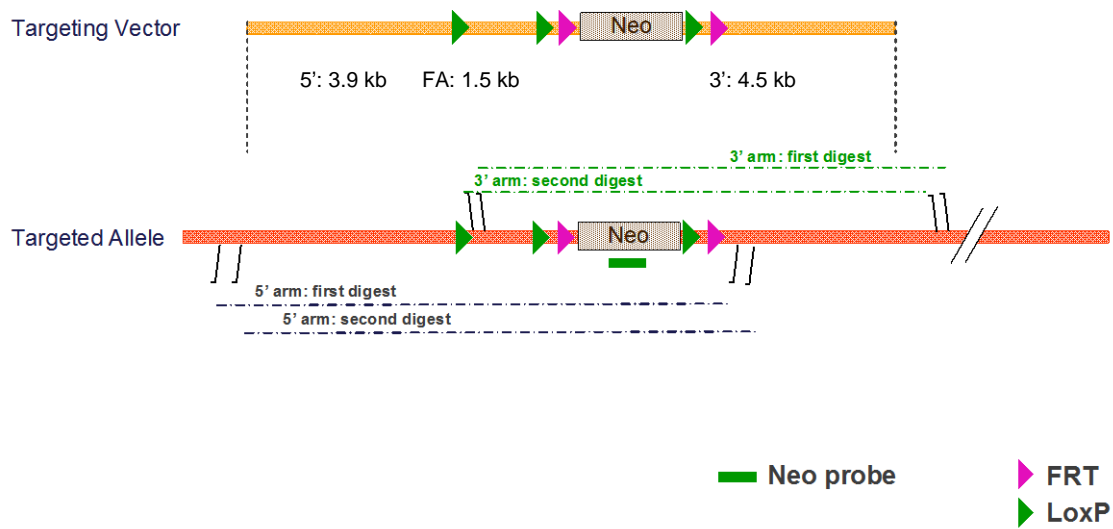 Targeting Vector
Neo
5’: 3.9 kb FA: 1.5 kb 3’: 4.5 kb
3’ arm: first digest
3’ arm: second digest
Targeted Allele
Neo
5’ arm: first digest
5’ arm: second digest
Neo probe
FRT
LoxP